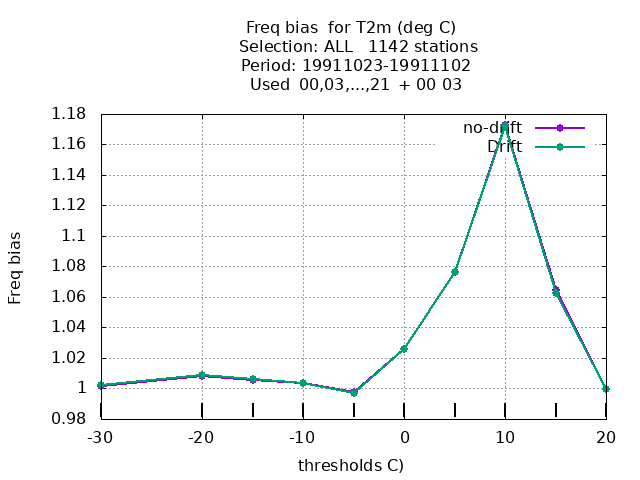 Freq bias for T2m (deg C)
Selection: ALL 1142 stations
Period: 19911023-19911102
Used 00,03,...,21 + 00 03
1.18
1.16
1.14
1.12
1.1
1.08
1.06
1.04
1.02
1
0.98
Freq bias
no-drift
Drift
-30
-20
-10
0
10
20
thresholds C)